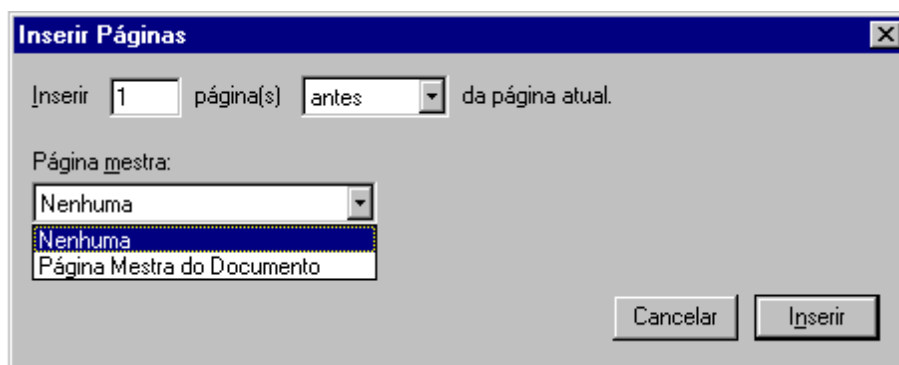 Inserir Páginas
Inserir 1 página(s) antes da página atual.
Página mestra:
Nenhuma
Nenhuma
Página Mestra do Documento
Cancelar Inserir